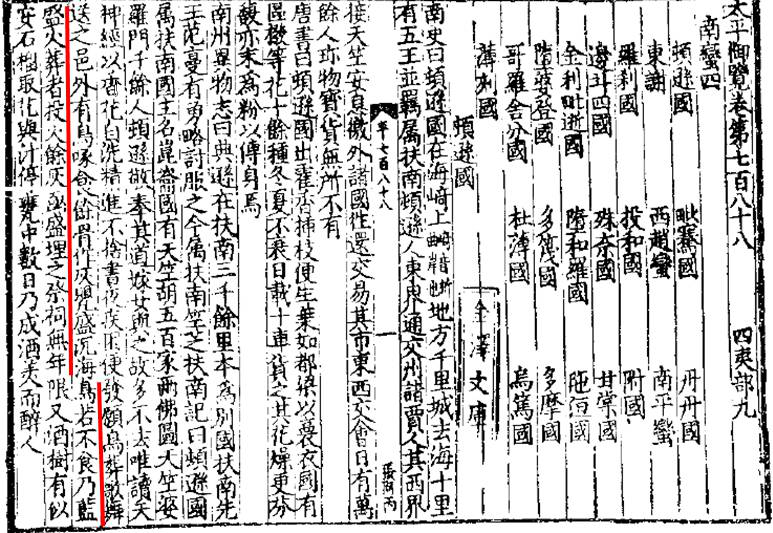 太平御覽卷第七百八十八 四夷部九
南蠻四
頓遜國 毗騫國 丹丹國
東謝 西趙蠻 南平蠻
羅剎國 投和國 附國
邊斗四國 殊奈國 甘棠國
金利毗逝國 墮和羅國 陁洹國
墮婆登國 多蔑國 多摩國
哥羅舍分國 杜薄國 烏篤國
薄剌國
金澤文庫
頓遜國
南史曰頓遜國在海崎上地方千里城去海十里
有五王並羈屬扶南頓遜人東界通交州諸賈人其西界
接天竺安息徼外諸國往還交易其市東西交會日有萬
平七百八十八 一
餘人珍物寶貨無所不有
唐書曰頓遜國出藿香插枝便生葉如都梁以裛衣國有
區撥等花十餘種冬夏不衰日載十車貨之其花燥更芬
馥亦末為粉以傅身焉
南州異物志曰典遜在扶南三千餘里本為別國扶南先
王范蔓有勇略討服之今屬扶南竺芝扶南記曰頓遜國
屬扶南國主名崑崙國有天竺胡五百家兩佛圖天竺婆
羅門千餘人頓遜敬奉其道嫁女與之故多不去唯讀天
神經以香花自洗精進不捨晝夜疾困便發願鳥葬歌舞
送之邑外有鳥啄食餘骨作灰甖盛沉海鳥若不食乃籃
盛火葬者投火餘灰函盛埋之祭祠無年限又酒樹有似
安石榴取花與汁停甕中數日乃成酒美而醉人